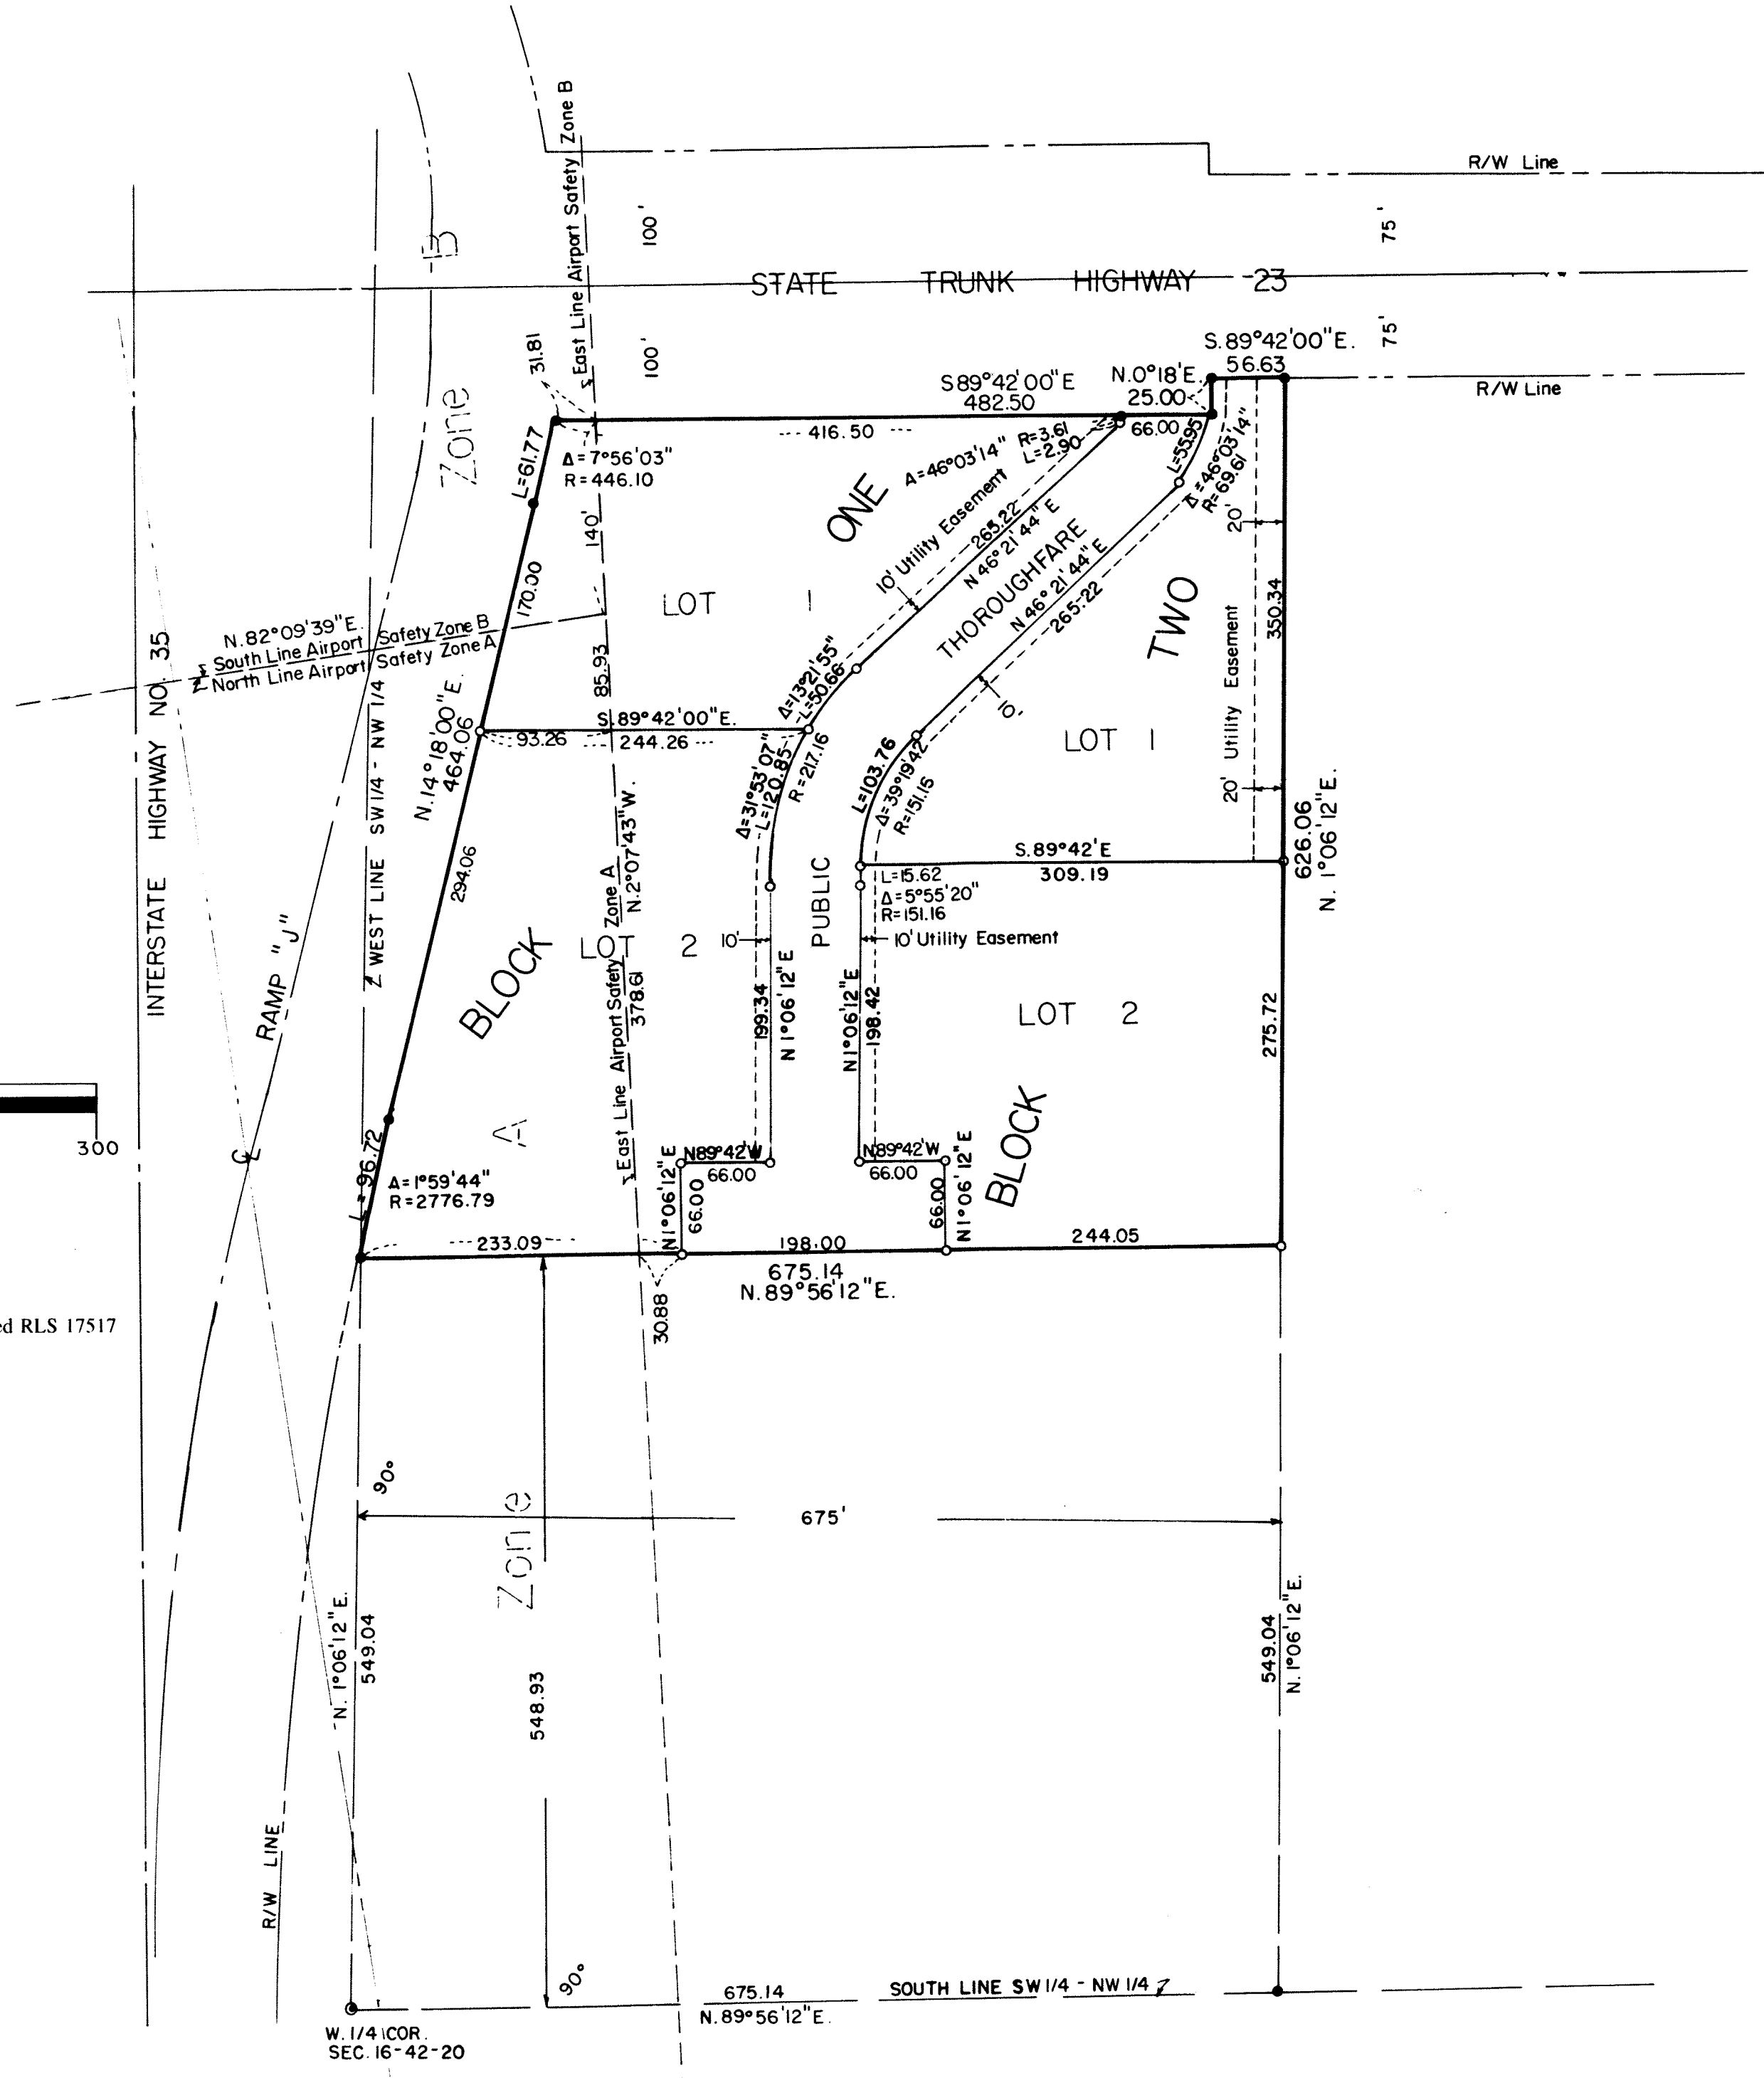 East Line Airport Safety Zone B
R/W Line
100'
75'
B
STATE TRUNK HIGHWAY 23
100'
75'
31.81
S.89°42'00"E.
56.63
R/W Line
S89°42'00"E
482.50
N.0°18'E.
25.00
Zone
416.50
66.00
L=61.77
Δ=7°56'03"
R=446.10
ONE
A=46°03'14"
R=3.61
L=2.90
L=55.95
Δ=46°03'14"
R=69.61
140'
170.00
10' Utility Easement
265.22
N 46°21'44" E
THOROUGHFARE
N 46°21'44" E
265.22
20'
LOT 1
TWO
350.34
N.82°09'39"E.
South Line Airport Safety Zone B
North Line Airport Safety Zone A
85.93
Δ=13°21'55"
L=50.66
20' Utility Easement
10'
LOT 1
S.89°42'00"E.
93.26
244.26
N.14°18'00"E.
464.06
Δ=31°53'07"
L=120.85
R=217.16
L=103.76
Δ=39°19'42
R=151.15
20'
626.06
N. 1°06'12"E.
INTERSTATE HIGHWAY NO. 35
WEST LINE SW1/4 - NW 1/4
294.06
N.2°07'43"W.
PUBLIC
S.89°42'E
309.19
L=15.62
Δ=5°55'20"
R=151.16
10' Utility Easement
10'
RAMP "J"
BLOCK
LOT 2
East Line Airport Safety Zone A
378.61
199.34
N 1°06'12" E
N1°06'12"E
198.42
LOT 2
275.72
A
BLOCK
300
L=96.72
A=1°59'44"
R=2776.79
N89°42'W
66.00
N1°06'12"E
66.00
N89°42'W
66.00
66.00
N1°06'12"E
233.09
198.00
244.05
675.14
N.89°56'12"E.
30.88
ed RLS 17517
90°
675'
Zone
N. 1°06'12"E.
549.04
548.93
549.04
N. 1°06'12"E.
R/W LINE
90°
675.14
N.89°56'12"E.
SOUTH LINE SW1/4 - NW1/4
W. 1/4 COR.
SEC. 16-42-20